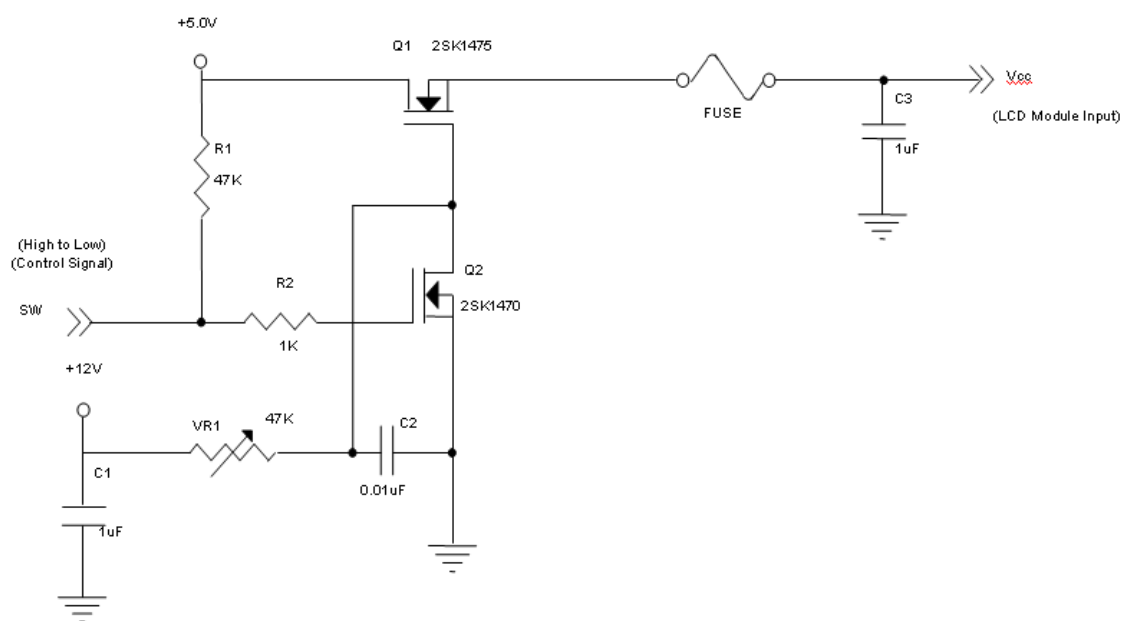 +5.0V
Q1 2SK1475
Vcc
FUSE
C3
(LCD Module Input)
R1
1uF
47K
(High to Low)
(Control Signal)
Q2
R2
SW
2SK1470
1K
+12V
47K
VR1
C2
C1
0.01uF
1uF